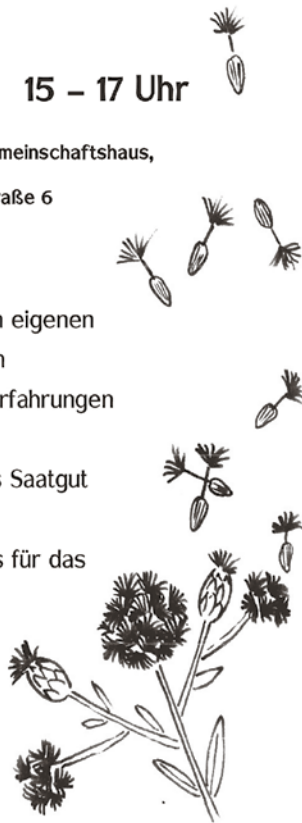 15 – 17 Uhr
meinschaftshaus,
raße 6
eigenen
rfahrungen
Saatgut
für das